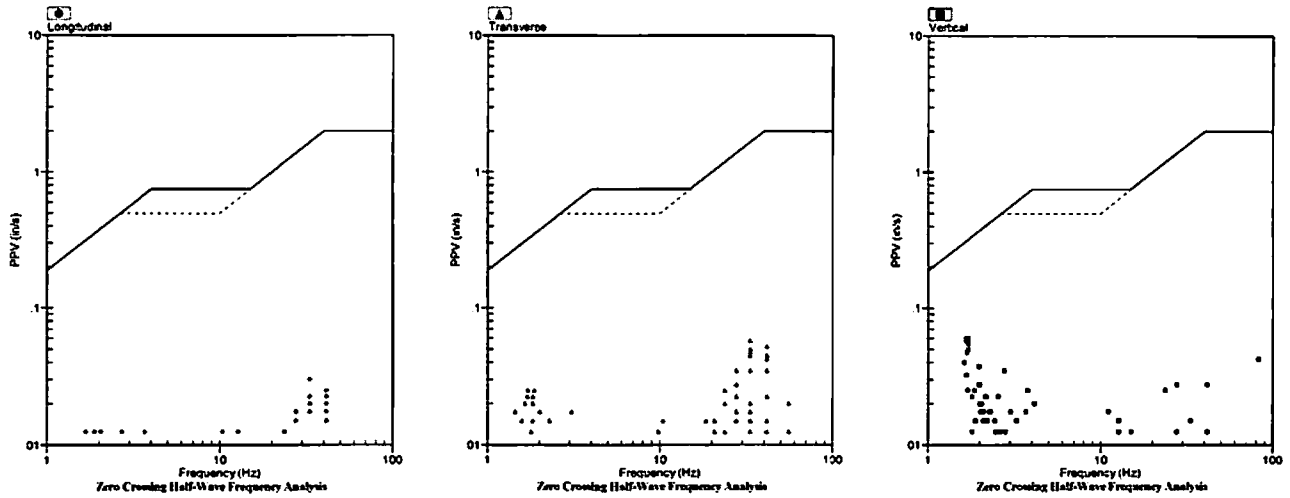 Longitudinal
10
1
.1
.01
PPV (in/s)
1
10
100
Frequency (Hz)
Zero Crossing Half-Wave Frequency Analysis
Transverse
10
1
.1
.01
PPV (in/s)
1
10
100
Frequency (Hz)
Zero Crossing Half-Wave Frequency Analysis
Vertical
10
1
.1
.01
PPV (in/s)
1
10
100
Frequency (Hz)
Zero Crossing Half-Wave Frequency Analysis